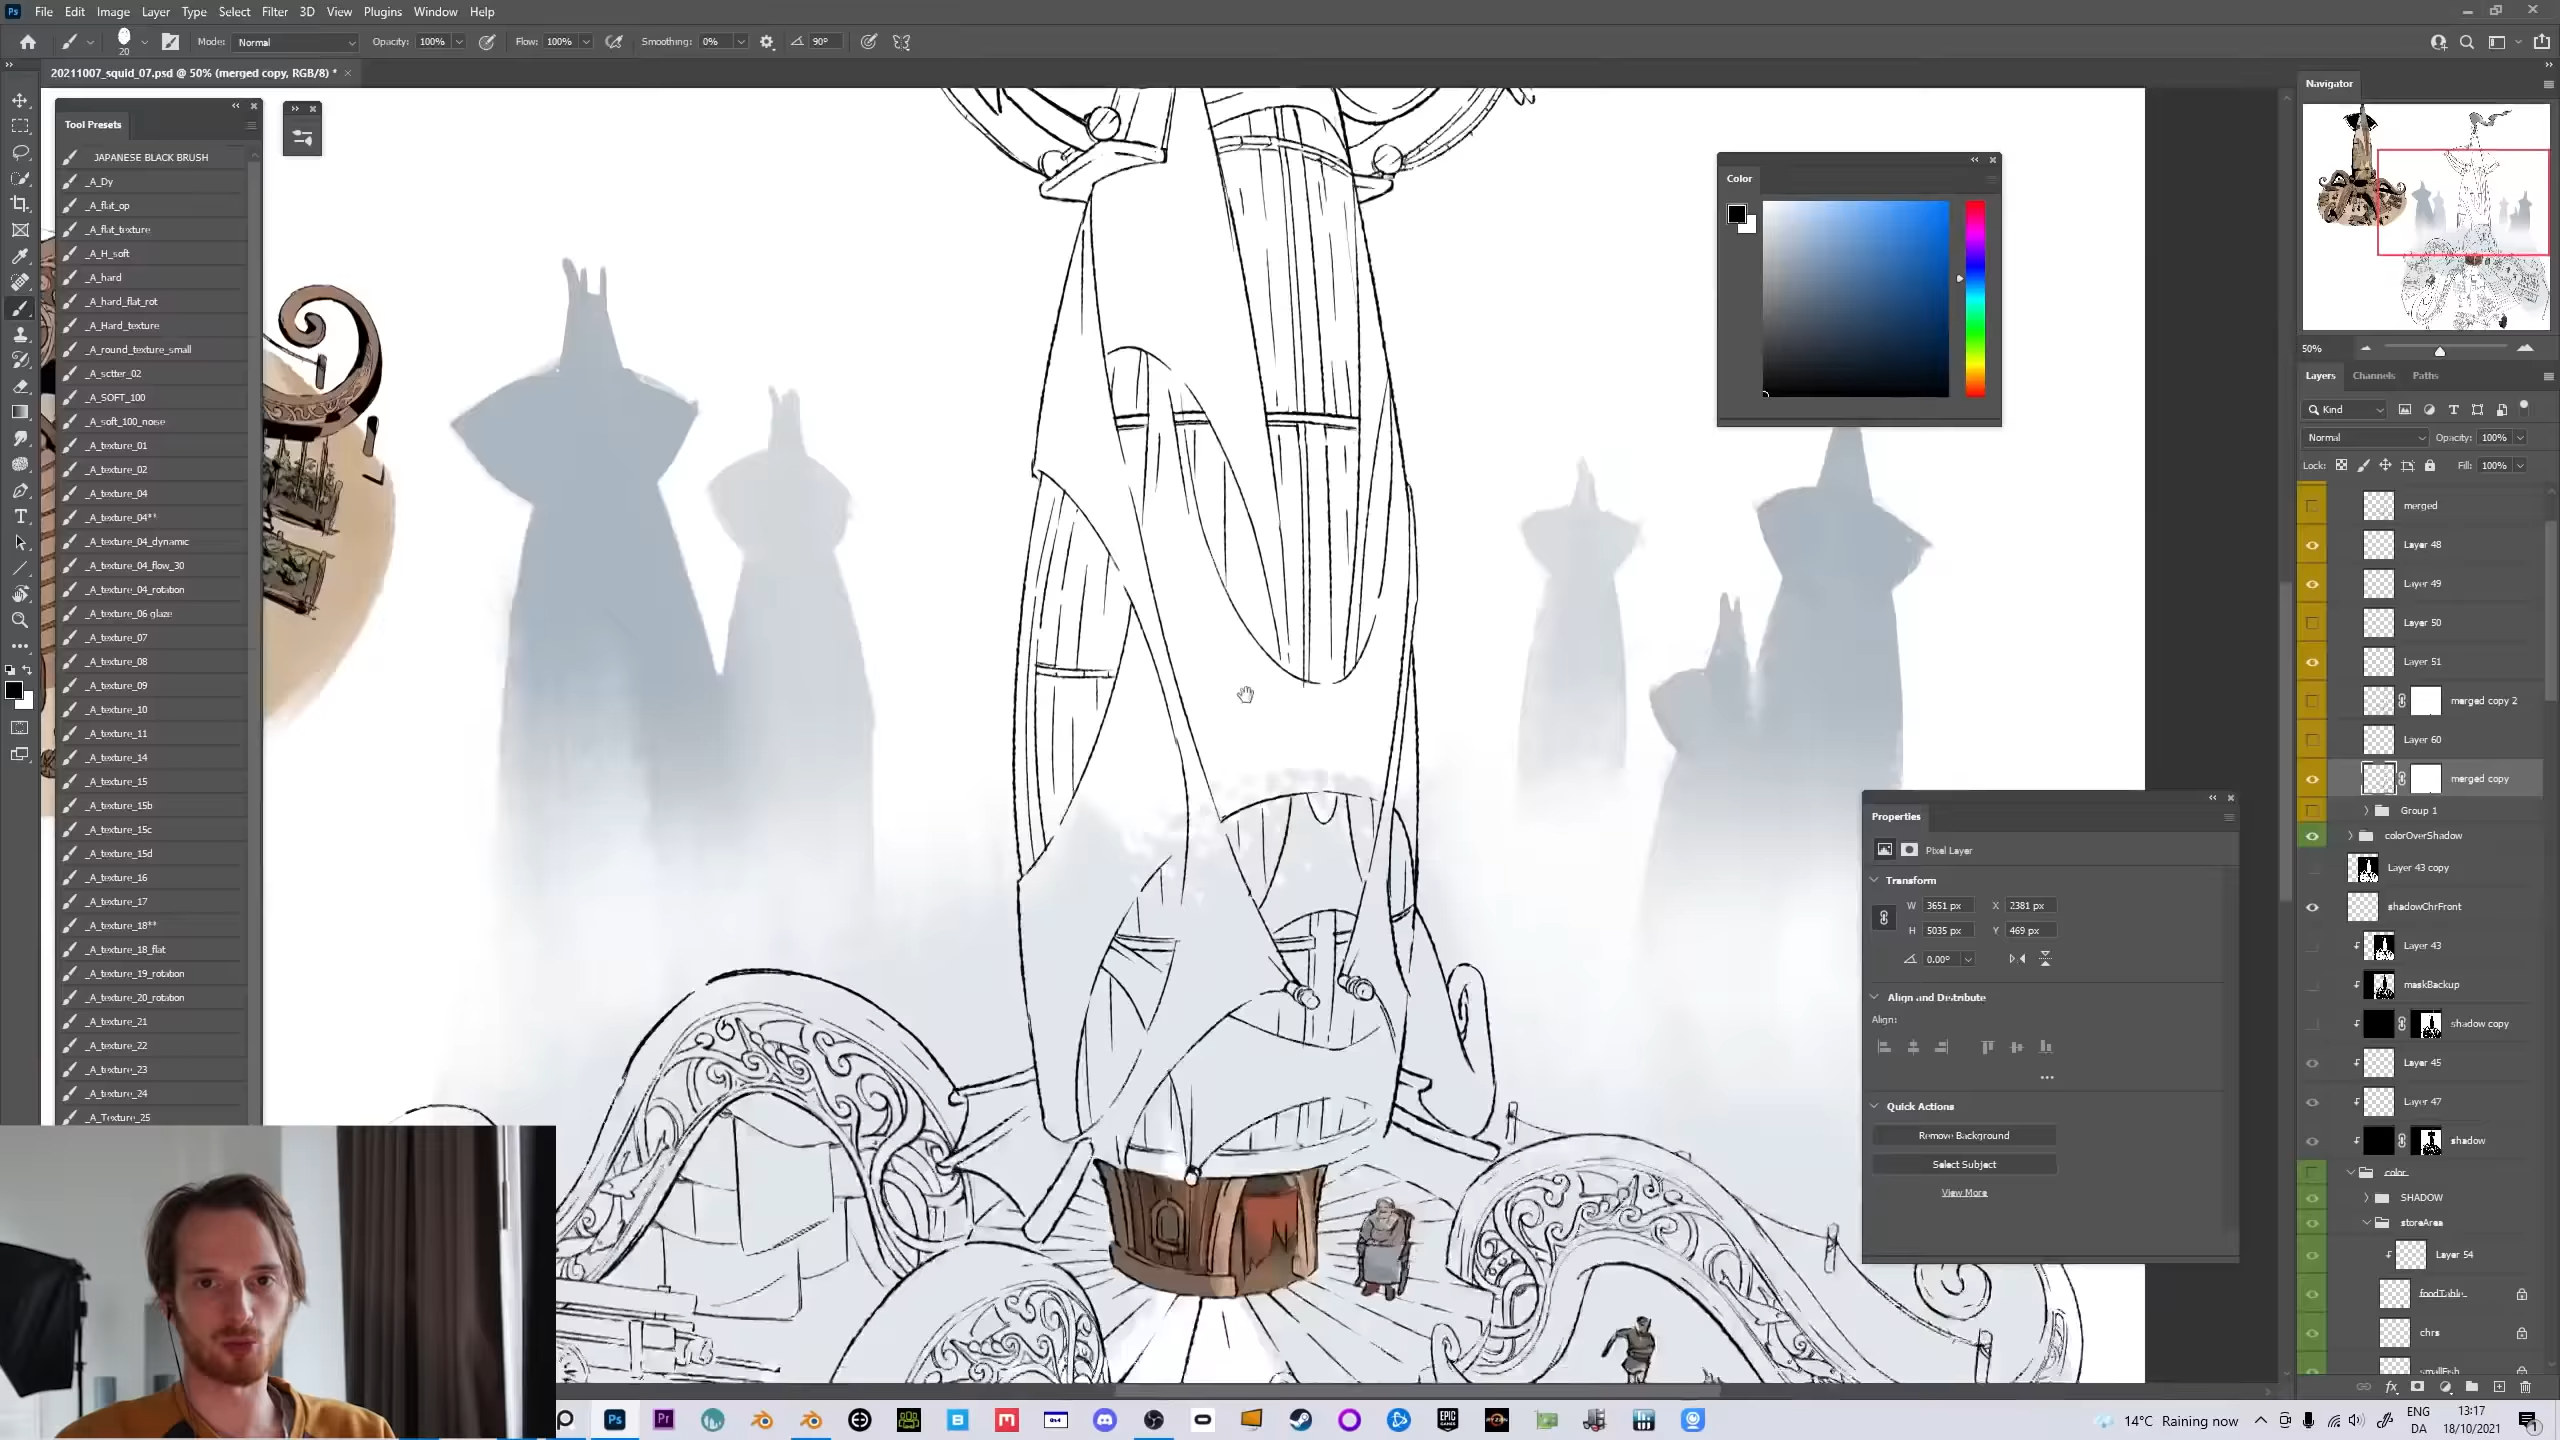 File Edit Image Layer Type Select Filter 3D View Plugins Window Help
20 Mode: Normal Opacity: 100% Flow: 100% Smoothing: 0% 90°
20211007_squid_07.psd @ 50% (merged copy, RGB/8) *
Tool Presets
JAPANESE BLACK BRUSH
_A_Dy
_A_flat_op
_A_flat_texture
_A_H_soft
_A_hard
_A_hard_flat_rot
_A_Hard_texture
_A_round_texture_small
_A_sctter_02
_A_SOFT_100
_A_soft_100_noise
_A_texture_01
_A_texture_02
_A_texture_04
_A_texture_04**
_A_texture_04_dynamic
_A_texture_04_flow_30
_A_texture_04_rotation
_A_texture_06 glaze
_A_texture_07
_A_texture_08
_A_texture_09
_A_texture_10
_A_texture_11
_A_texture_14
_A_texture_15
_A_texture_15b
_A_texture_15c
_A_texture_15d
_A_texture_16
_A_texture_17
_A_texture_18**
_A_texture_18_flat
_A_texture_19_rotation
_A_texture_20_rotation
_A_texture_21
_A_texture_22
_A_texture_23
_A_texture_24
_A_Texture_25
Color
Properties
Pixel Layer
Transform
W 3651 px X 2381 px
H 5035 px Y 469 px
0.00°
Align and Distribute
Align:
Quick Actions
Remove Background
Select Subject
View More
Navigator
50%
Layers Channels Paths
Kind
Normal Opacity: 100%
Lock: Fill: 100%
merged
Layer 48
Layer 49
Layer 50
Layer 51
merged copy 2
Layer 60
merged copy
Group 1
colorOverShadow
Layer 43 copy
shadowChrFront
Layer 43
maskBackup
shadow copy
Layer 45
Layer 47
shadow
color
SHADOW
storeArea
Layer 54
foodTable
chrs
smallFish
14°C Raining now
ENG
DA
13:17
18/10/2021